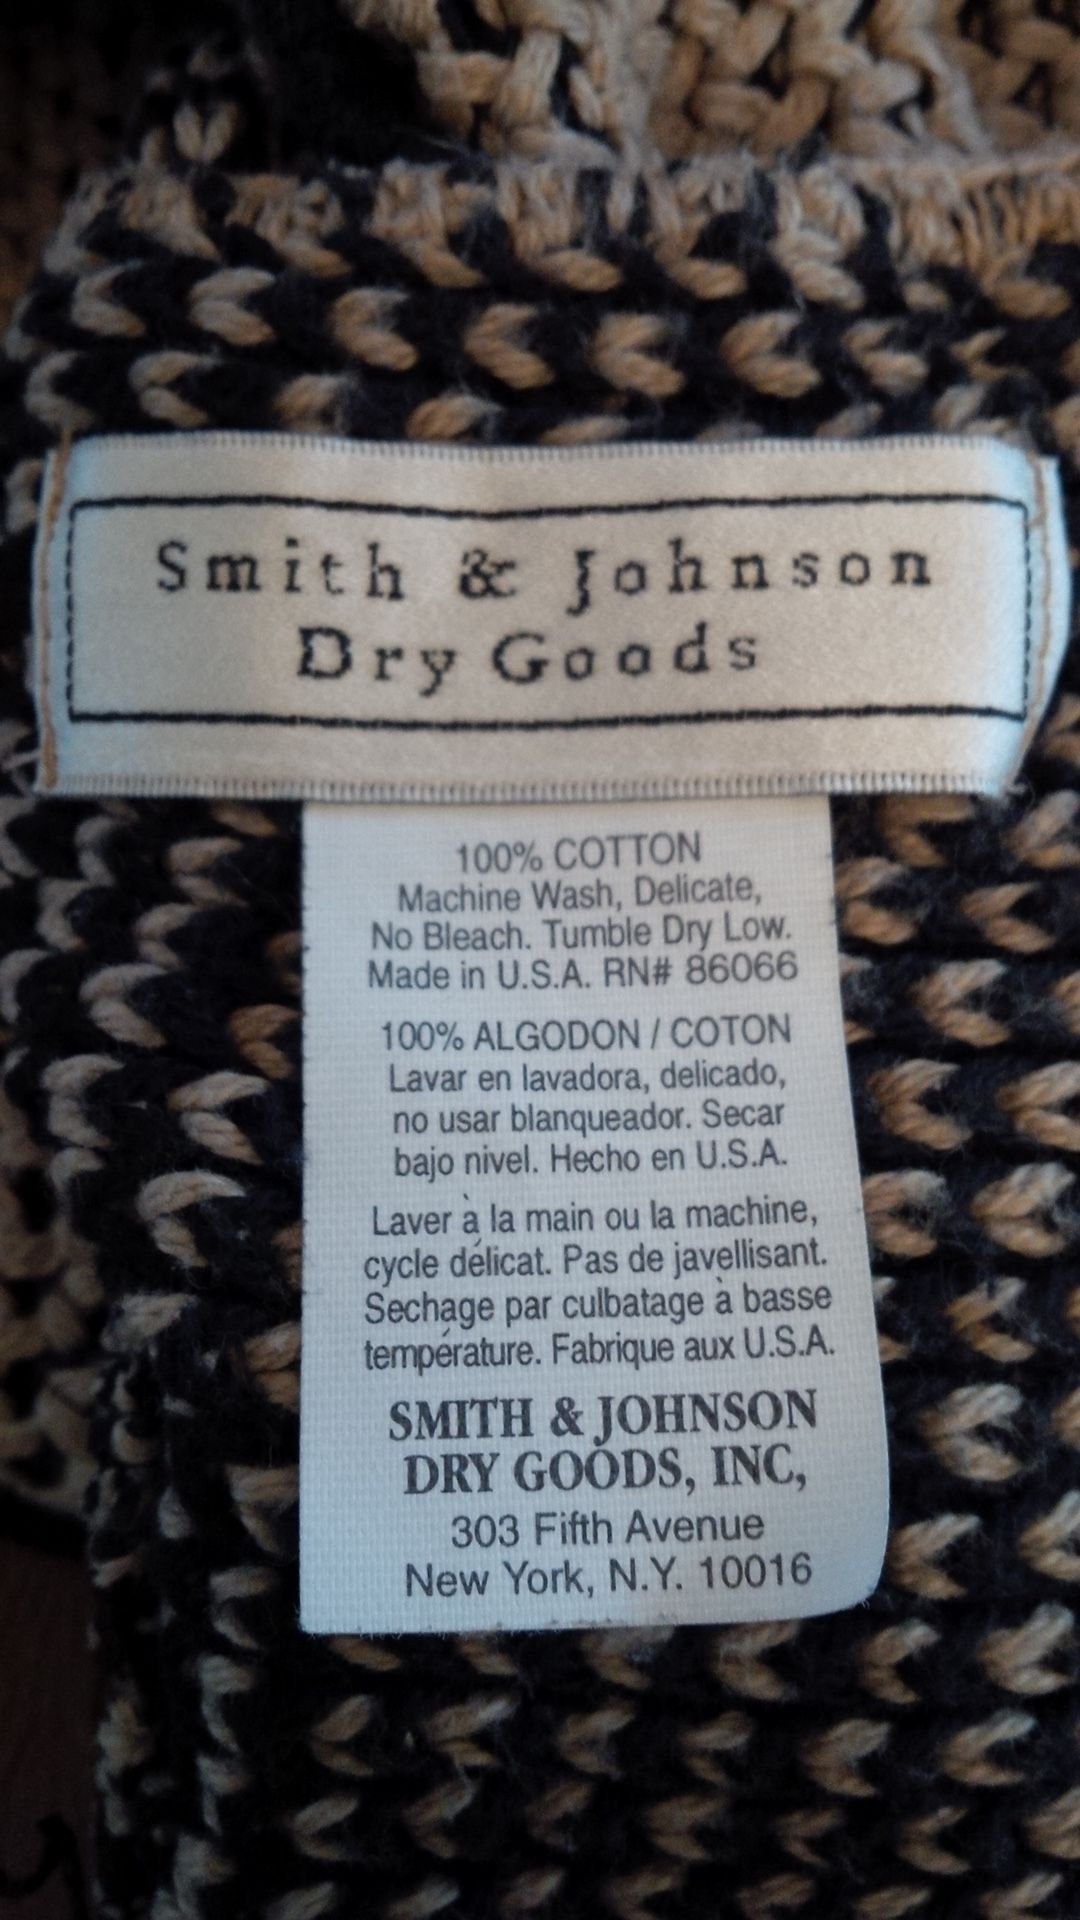 Smith & Johnson
Dry Goods
100% COTTON
Machine Wash, Delicate,
No Bleach. Tumble Dry Low.
Made in U.S.A. RN# 86066
100% ALGODON / COTON
Lavar en lavadora, delicado,
no usar blanqueador. Secar
bajo nivel. Hecho en U.S.A.
Laver à la main ou la machine,
cycle délicat. Pas de javellisant.
Sechage par culbatage à basse
température. Fabrique aux U.S.A.
SMITH & JOHNSON
DRY GOODS, INC,
303 Fifth Avenue
New York, N.Y. 10016